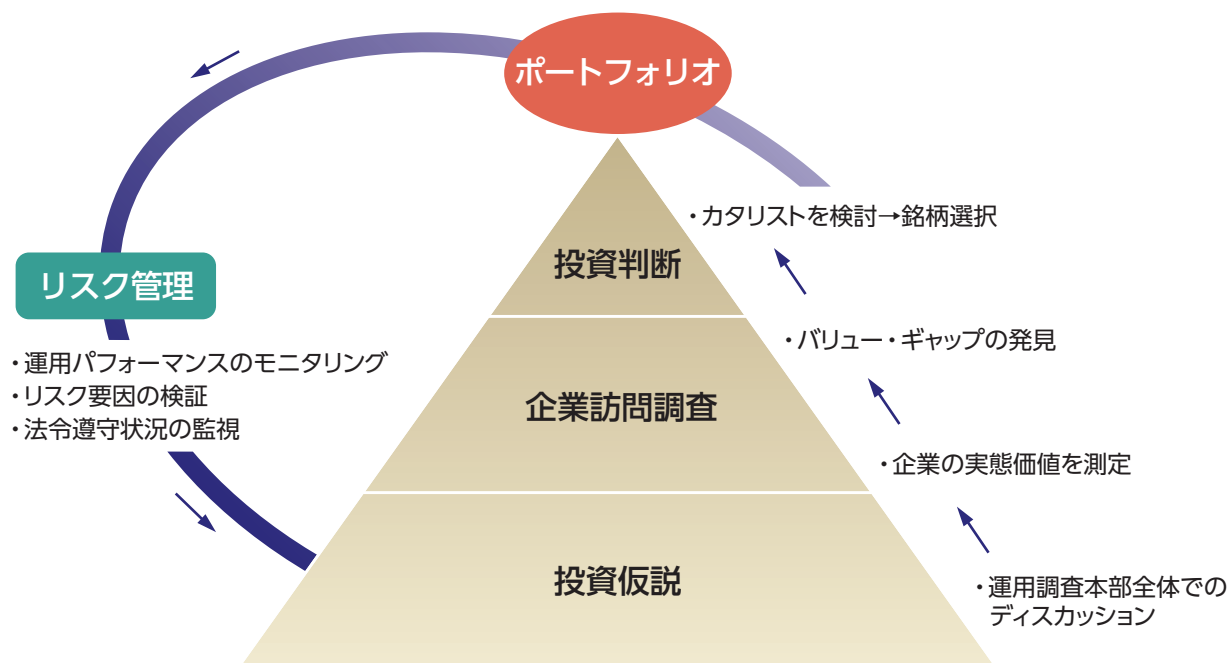 ポートフォリオ
・カタリストを検討→銘柄選択
投資判断
リスク管理
・バリュー・ギャップの発見
・運用パフォーマンスのモニタリング
・リスク要因の検証
・法令遵守状況の監視
企業訪問調査
・企業の実態価値を測定
投資仮説
・運用調査本部全体での
ディスカッション